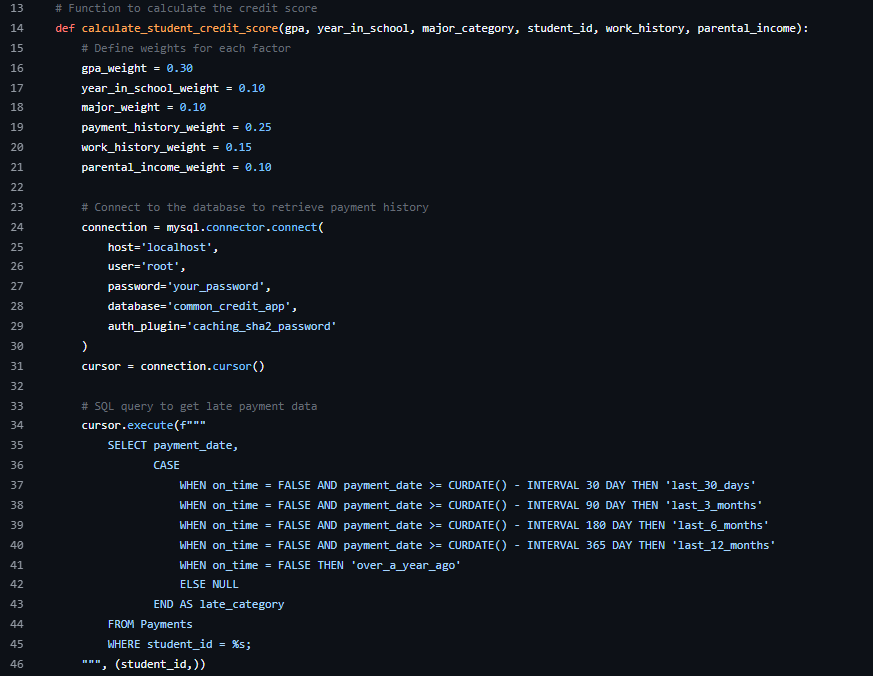 13 # Function to calculate the credit score
14 def calculate_student_credit_score(gpa, year_in_school, major_category, student_id, work_history, parental_income):
15 # Define weights for each factor
16 gpa_weight = 0.30
17 year_in_school_weight = 0.10
18 major_weight = 0.10
19 payment_history_weight = 0.25
20 work_history_weight = 0.15
21 parental_income_weight = 0.10
22
23 # Connect to the database to retrieve payment history
24 connection = mysql.connector.connect(
25 host='localhost',
26 user='root',
27 password='your_password',
28 database='common_credit_app',
29 auth_plugin='caching_sha2_password'
30 )
31 cursor = connection.cursor()
32
33 # SQL query to get late payment data
34 cursor.execute(f"""
35 SELECT payment_date,
36 CASE
37 WHEN on_time = FALSE AND payment_date >= CURDATE() - INTERVAL 30 DAY THEN 'last_30_days'
38 WHEN on_time = FALSE AND payment_date >= CURDATE() - INTERVAL 90 DAY THEN 'last_3_months'
39 WHEN on_time = FALSE AND payment_date >= CURDATE() - INTERVAL 180 DAY THEN 'last_6_months'
40 WHEN on_time = FALSE AND payment_date >= CURDATE() - INTERVAL 365 DAY THEN 'last_12_months'
41 WHEN on_time = FALSE THEN 'over_a_year_ago'
42 ELSE NULL
43 END AS late_category
44 FROM Payments
45 WHERE student_id = %s;
46 """, (student_id,))